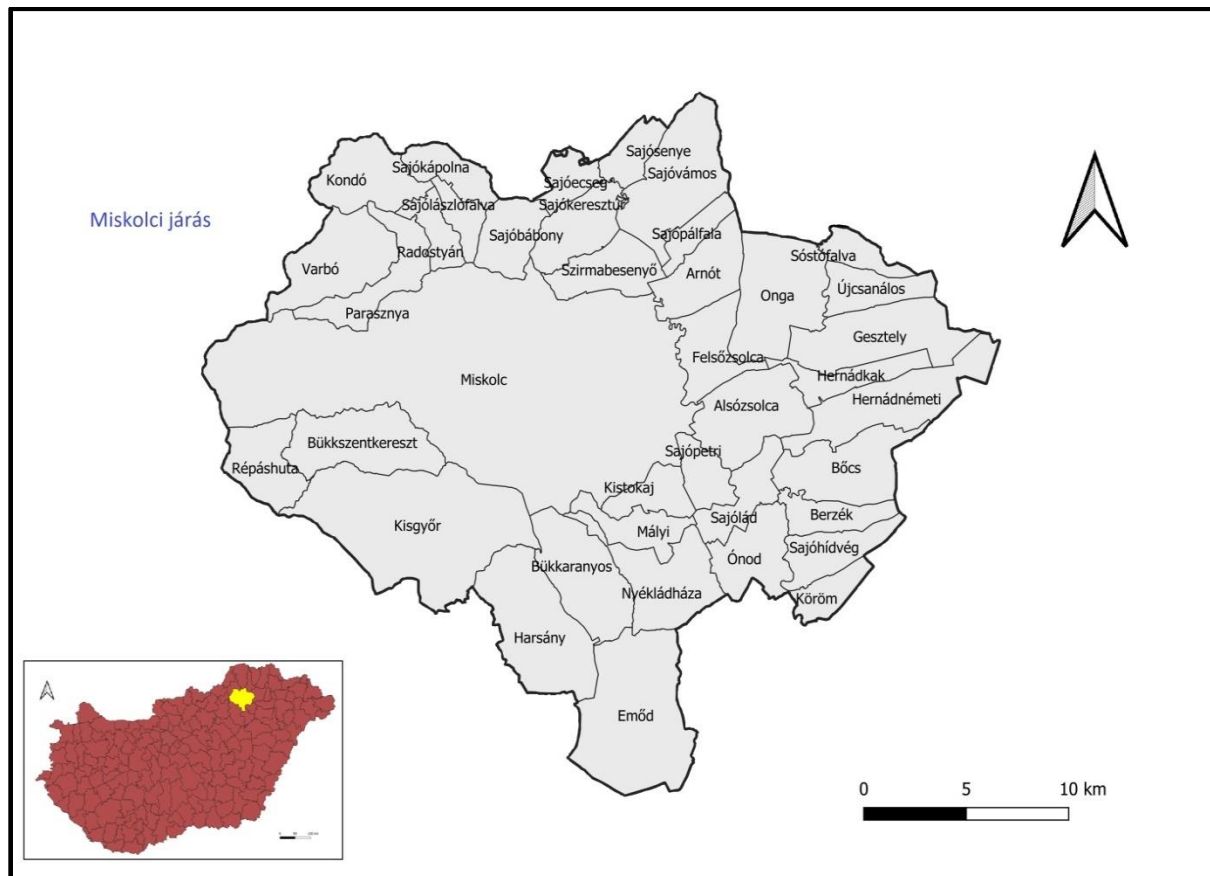 Miskolci járás
Sajósenye
Sajóvámos
Sajókápolna
Kondó
Sajóecseg
Sajólászlófalva
Sajókeresztúr
Sajóbábony
Sajópálfala
Radostyán
Szirmabesenyő
Varbó
Arnót
Sóstófalva
Újcsanálos
Onga
Parasznya
Gesztely
Felsőzsolca
Hernádkak
Miskolc
Hernádnémeti
Alsózsolca
Bükkszentkereszt
Sajópetri
Répáshuta
Bőcs
Kistokaj
Kisgyőr
Mályi
Sajólád
Berzék
Sajóhídvég
Ónod
Bükkaranyos
Nyékládháza
Köröm
Harsány
Emőd
0 5 10 km